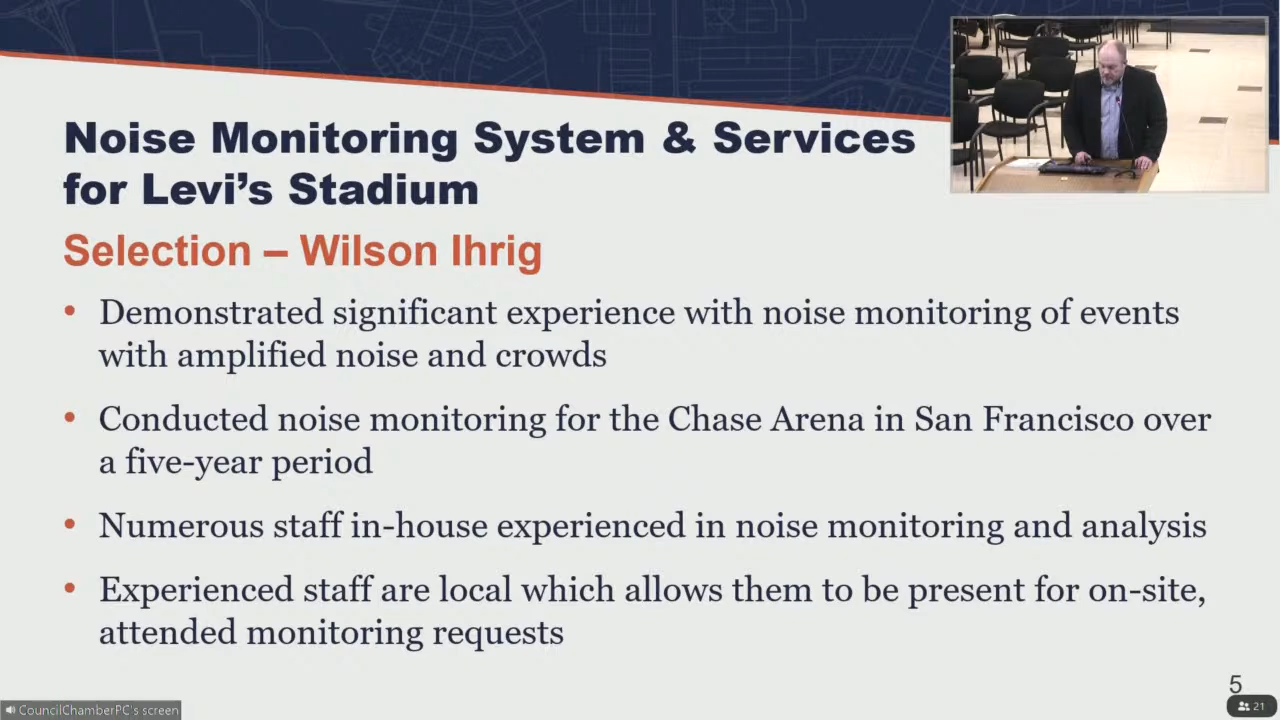 Noise Monitoring System & Services
for Levi’s Stadium
Selection – Wilson Ihrig
• Demonstrated significant experience with noise monitoring of events
with amplified noise and crowds
• Conducted noise monitoring for the Chase Arena in San Francisco over
a five-year period
• Numerous staff in-house experienced in noise monitoring and analysis
• Experienced staff are local which allows them to be present for on-site,
attended monitoring requests
5
CouncilChamberPC's screen
21